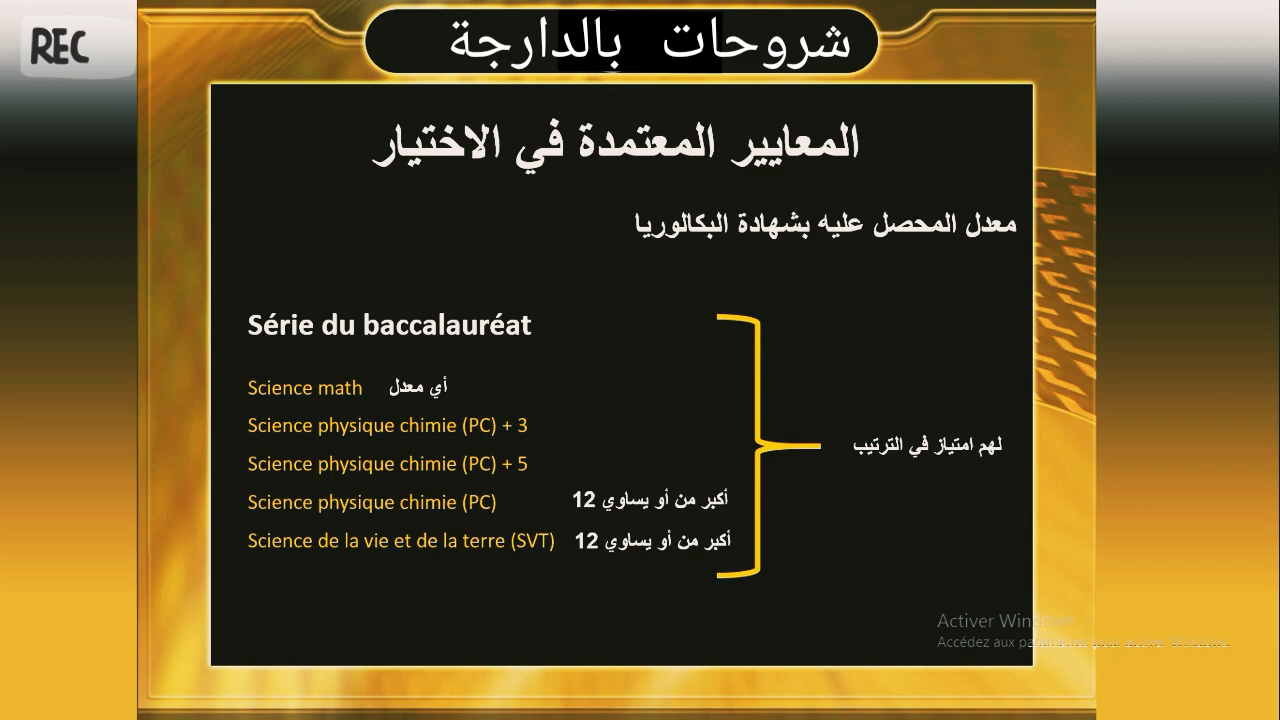 REC
شروحات بالدارجة
المعايير المعتمدة في الاختيار
معدل المحصل عليه بشهادة البكالوريا
Série du baccalauréat
Science math أي معدل
Science physique chimie (PC) + 3
Science physique chimie (PC) + 5
لهم امتياز في الترتيب
Science physique chimie (PC) أكبر من أو يساوي 12
Science de la vie et de la terre (SVT) أكبر من أو يساوي 12
Activer Windows
Accédez aux